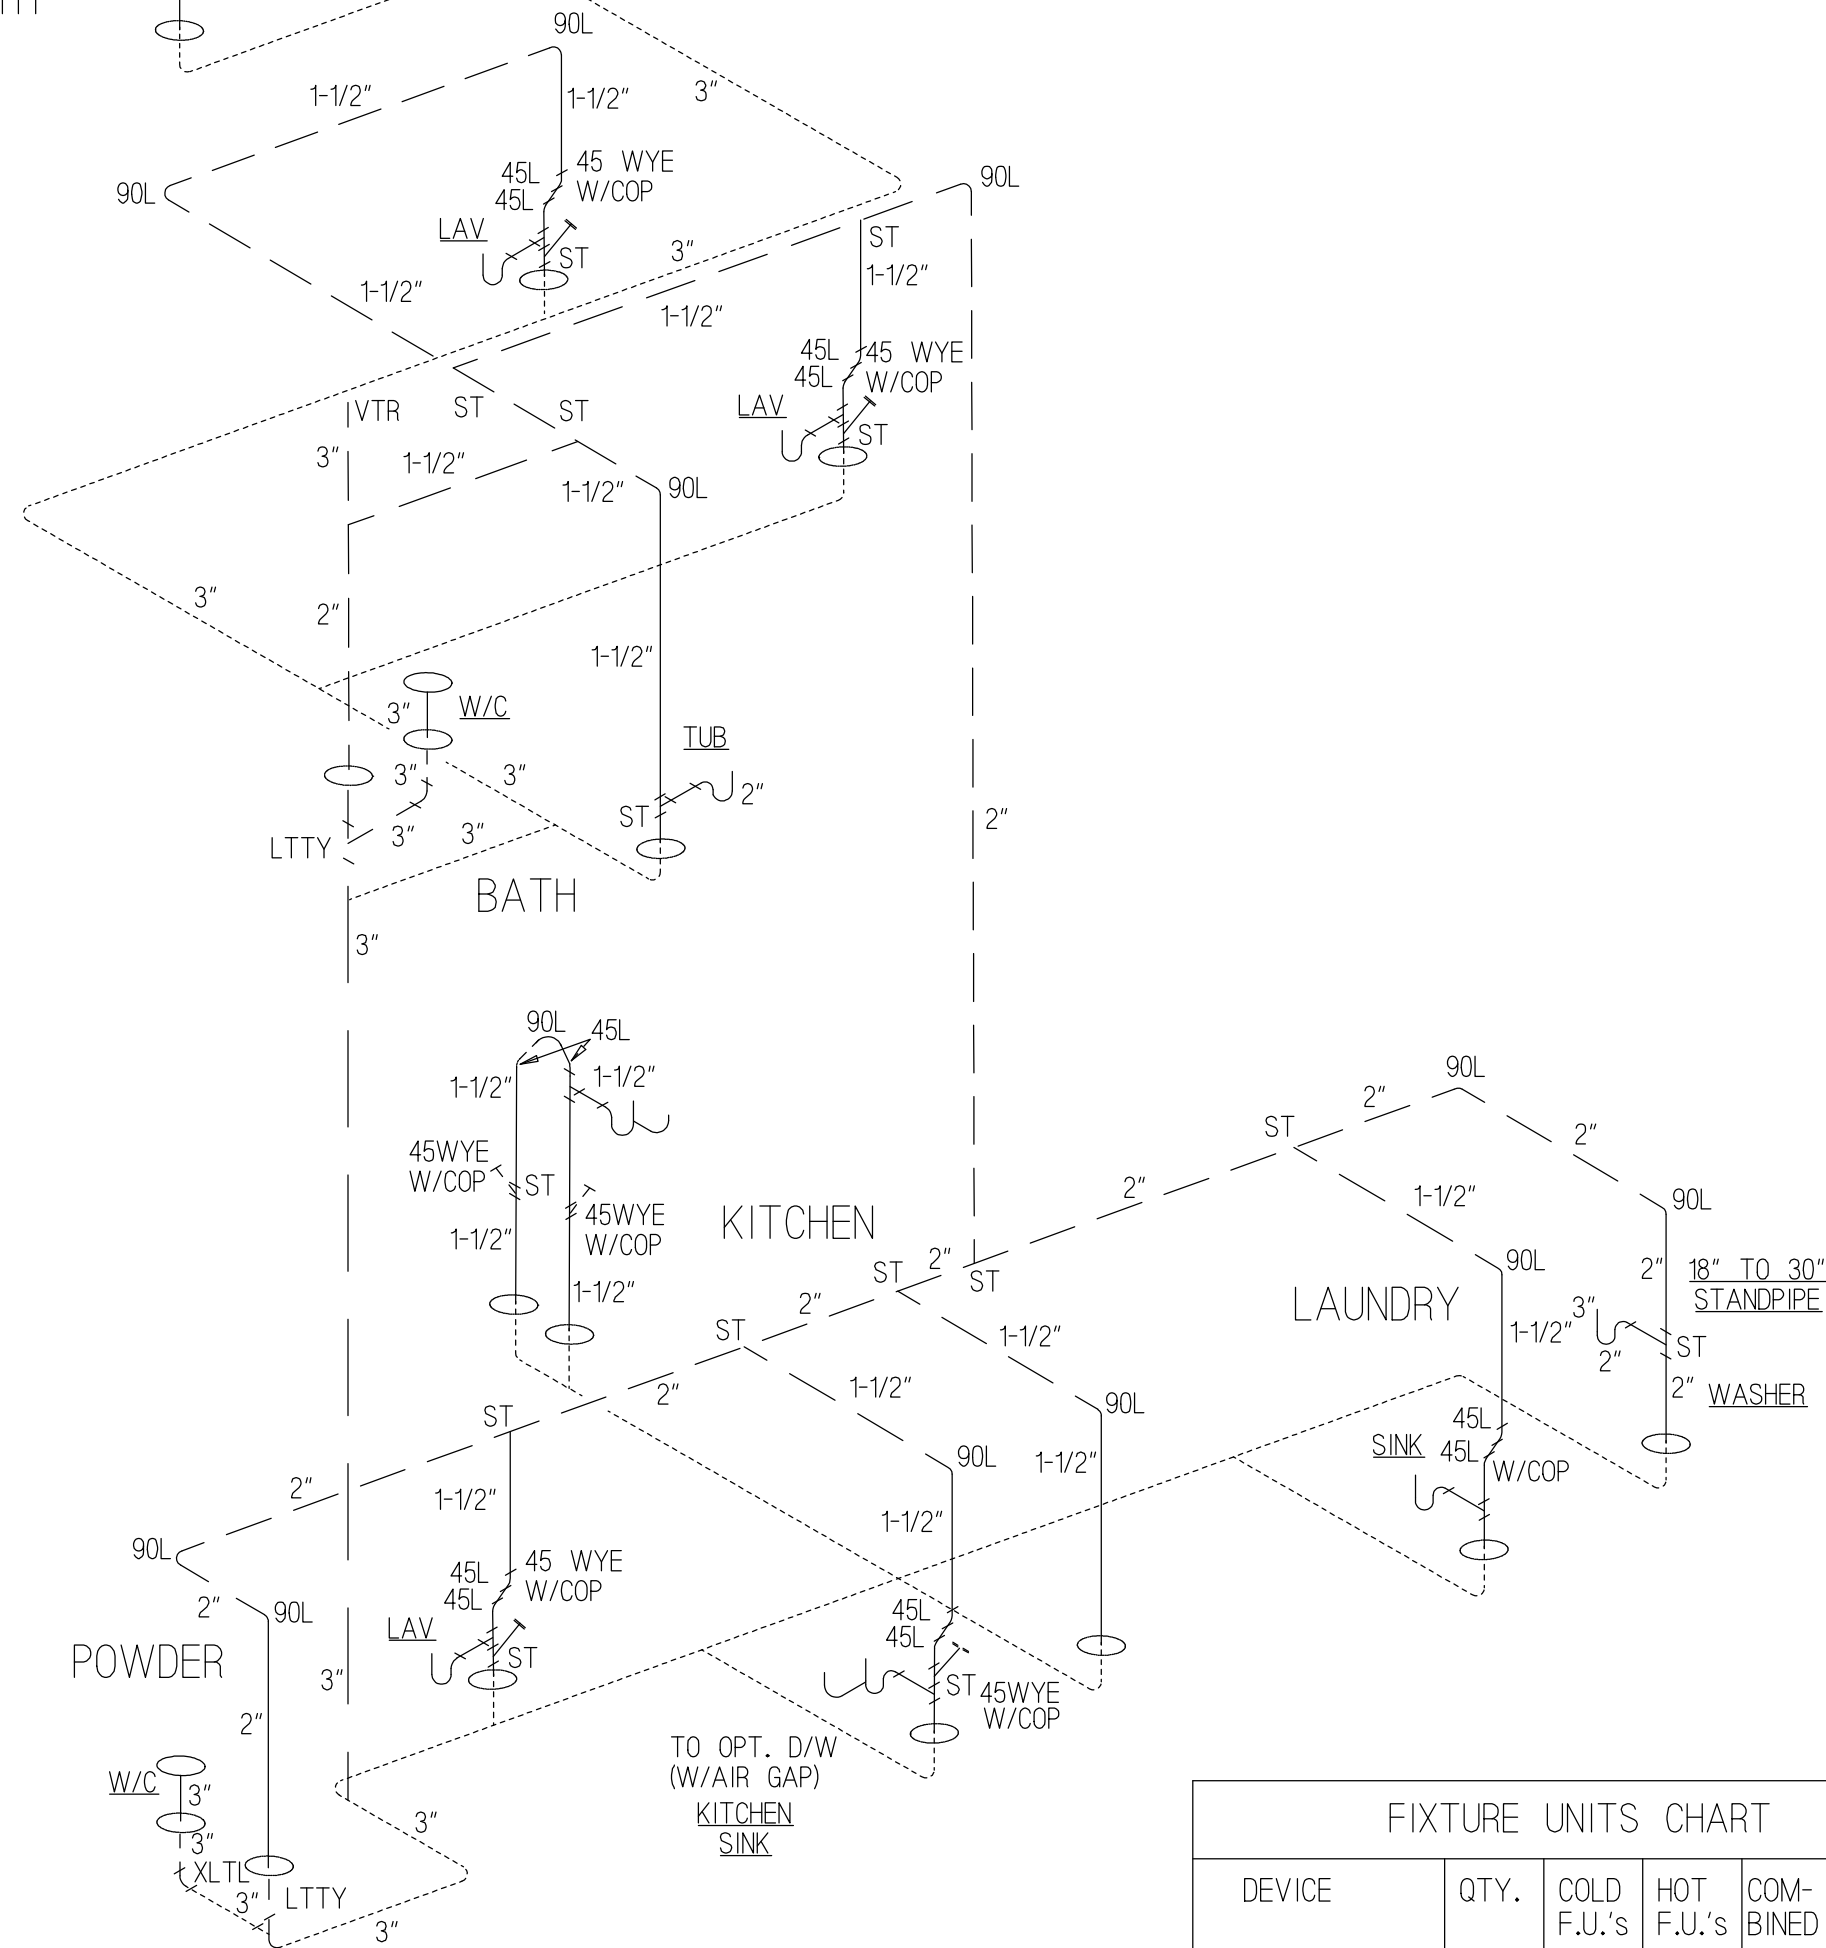 90L
1-1/2"
1-1/2"
3"
45L
45 WYE
45L
W/COP
90L
90L
LAV
ST
3"
ST
1-1/2"
1-1/2"
1-1/2"
45L
45 WYE
45L
W/COP
LAV
ST
VTR
ST
ST
3"
1-1/2"
1-1/2"
90L
3"
2"
1-1/2"
3"
W/C
TUB
3"
3"
2"
ST
LTTY
3"
3"
BATH
2"
3"
90L
45L
1-1/2"
1-1/2"
90L
2"
2"
ST
45WYE
W/COP
ST
2"
1-1/2"
90L
45WYE
W/COP
1-1/2"
KITCHEN
2"
ST
ST
90L
2"
18" TO 30"
STANDPIPE
1-1/2"
2"
LAUNDRY
3"
1-1/2"
2"
ST
ST
1-1/2"
1-1/2"
2"
2"
WASHER
90L
ST
45L
SINK
45L
W/COP
2"
1-1/2"
90L
1-1/2"
1-1/2"
90L
45 WYE
W/COP
45L
45L
2"
90L
LAV
ST
45L
45L
POWDER
3"
ST
45WYE
W/COP
2"
TO OPT. D/W
(W/AIR GAP)
KITCHEN
SINK
W/C
3"
3"
3"
XLTL
3"
LTTY
3"
FIXTURE UNITS CHART
DEVICE
QTY.
COLD
F.U.'s
HOT
F.U.'s
COM-
BINED